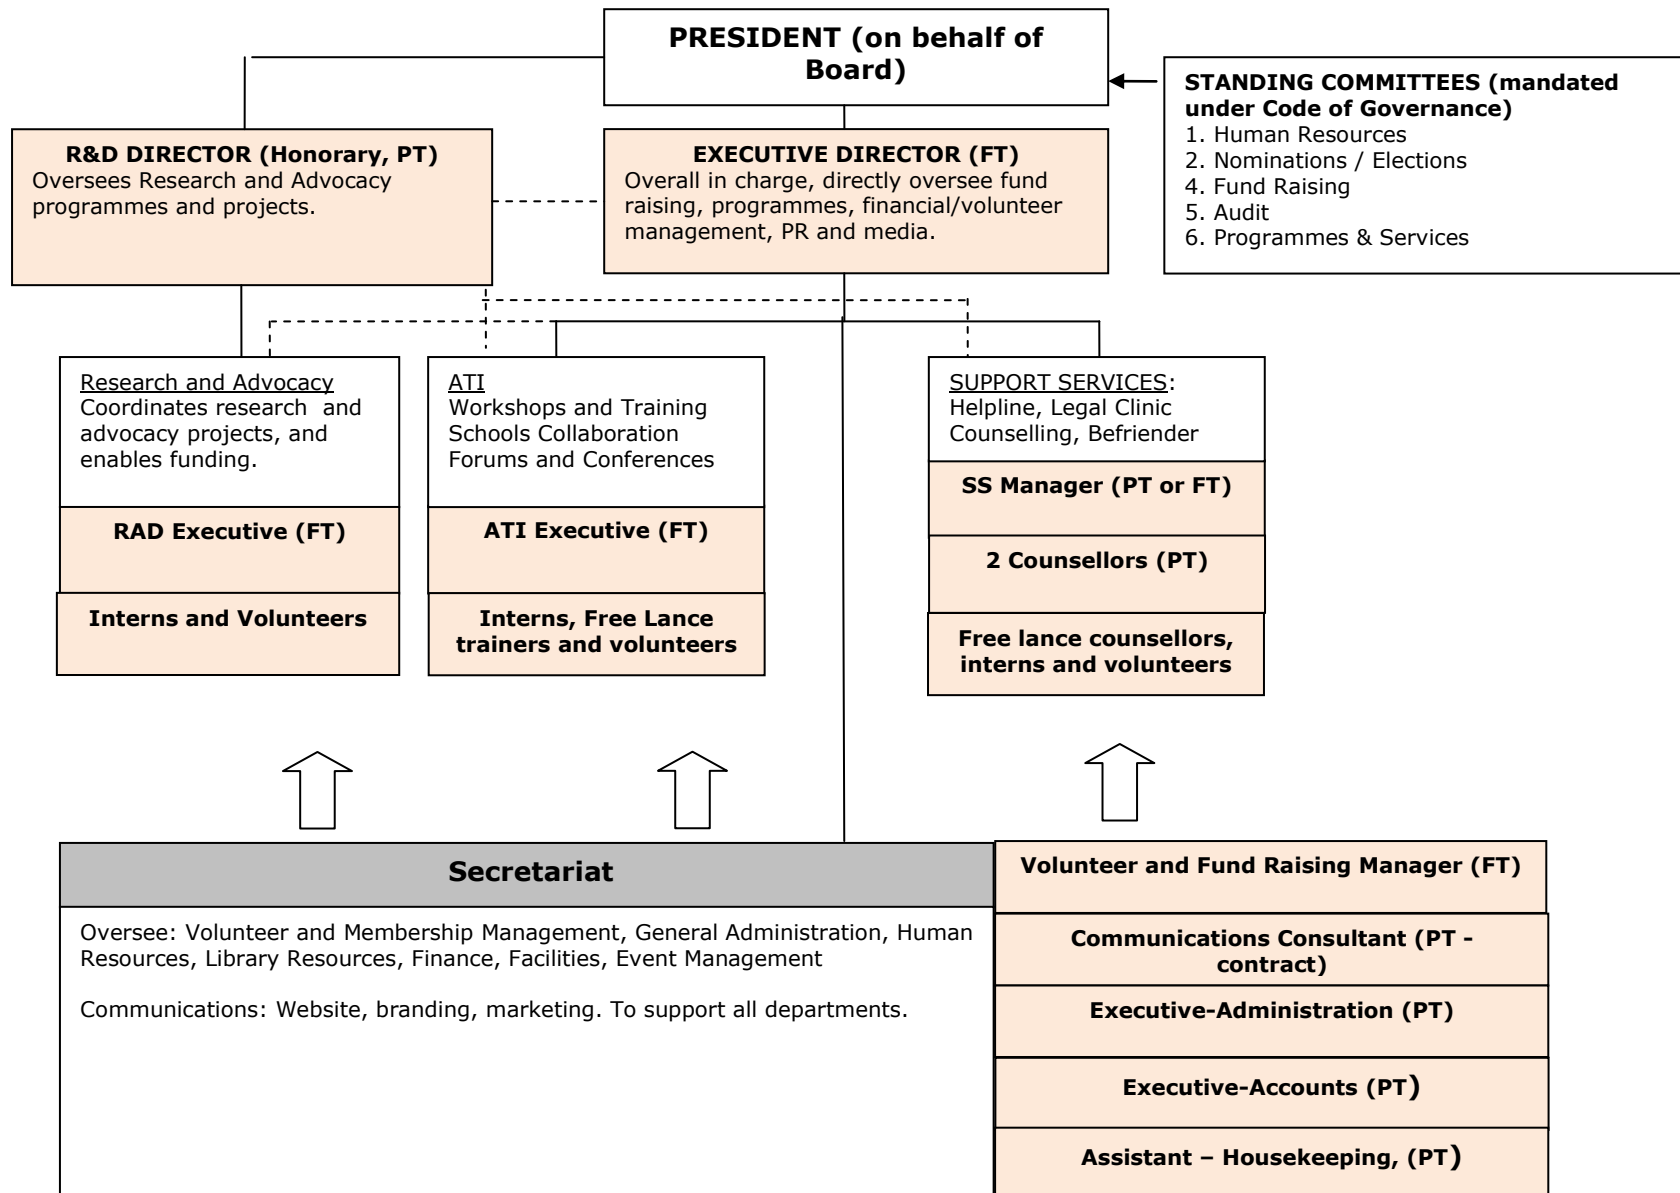 PRESIDENT (on behalf of
Board)
STANDING COMMITTEES (mandated
under Code of Governance)
1. Human Resources
2. Nominations / Elections
4. Fund Raising
5. Audit
6. Programmes & Services
R&D DIRECTOR (Honorary, PT)
Oversees Research and Advocacy
programmes and projects.
EXECUTIVE DIRECTOR (FT)
Overall in charge, directly oversee fund
raising, programmes, financial/volunteer
management, PR and media.
Research and Advocacy
Coordinates research and
advocacy projects, and
enables funding.
RAD Executive (FT)
Interns and Volunteers
ATI
Workshops and Training
Schools Collaboration
Forums and Conferences
ATI Executive (FT)
Interns, Free Lance
trainers and volunteers
SUPPORT SERVICES:
Helpline, Legal Clinic
Counselling, Befriender
SS Manager (PT or FT)
2 Counsellors (PT)
Free lance counsellors,
interns and volunteers
Secretariat
Oversee: Volunteer and Membership Management, General Administration, Human
Resources, Library Resources, Finance, Facilities, Event Management
Communications: Website, branding, marketing. To support all departments.
Volunteer and Fund Raising Manager (FT)
Communications Consultant (PT -
contract)
Executive-Administration (PT)
Executive-Accounts (PT)
Assistant – Housekeeping, (PT)